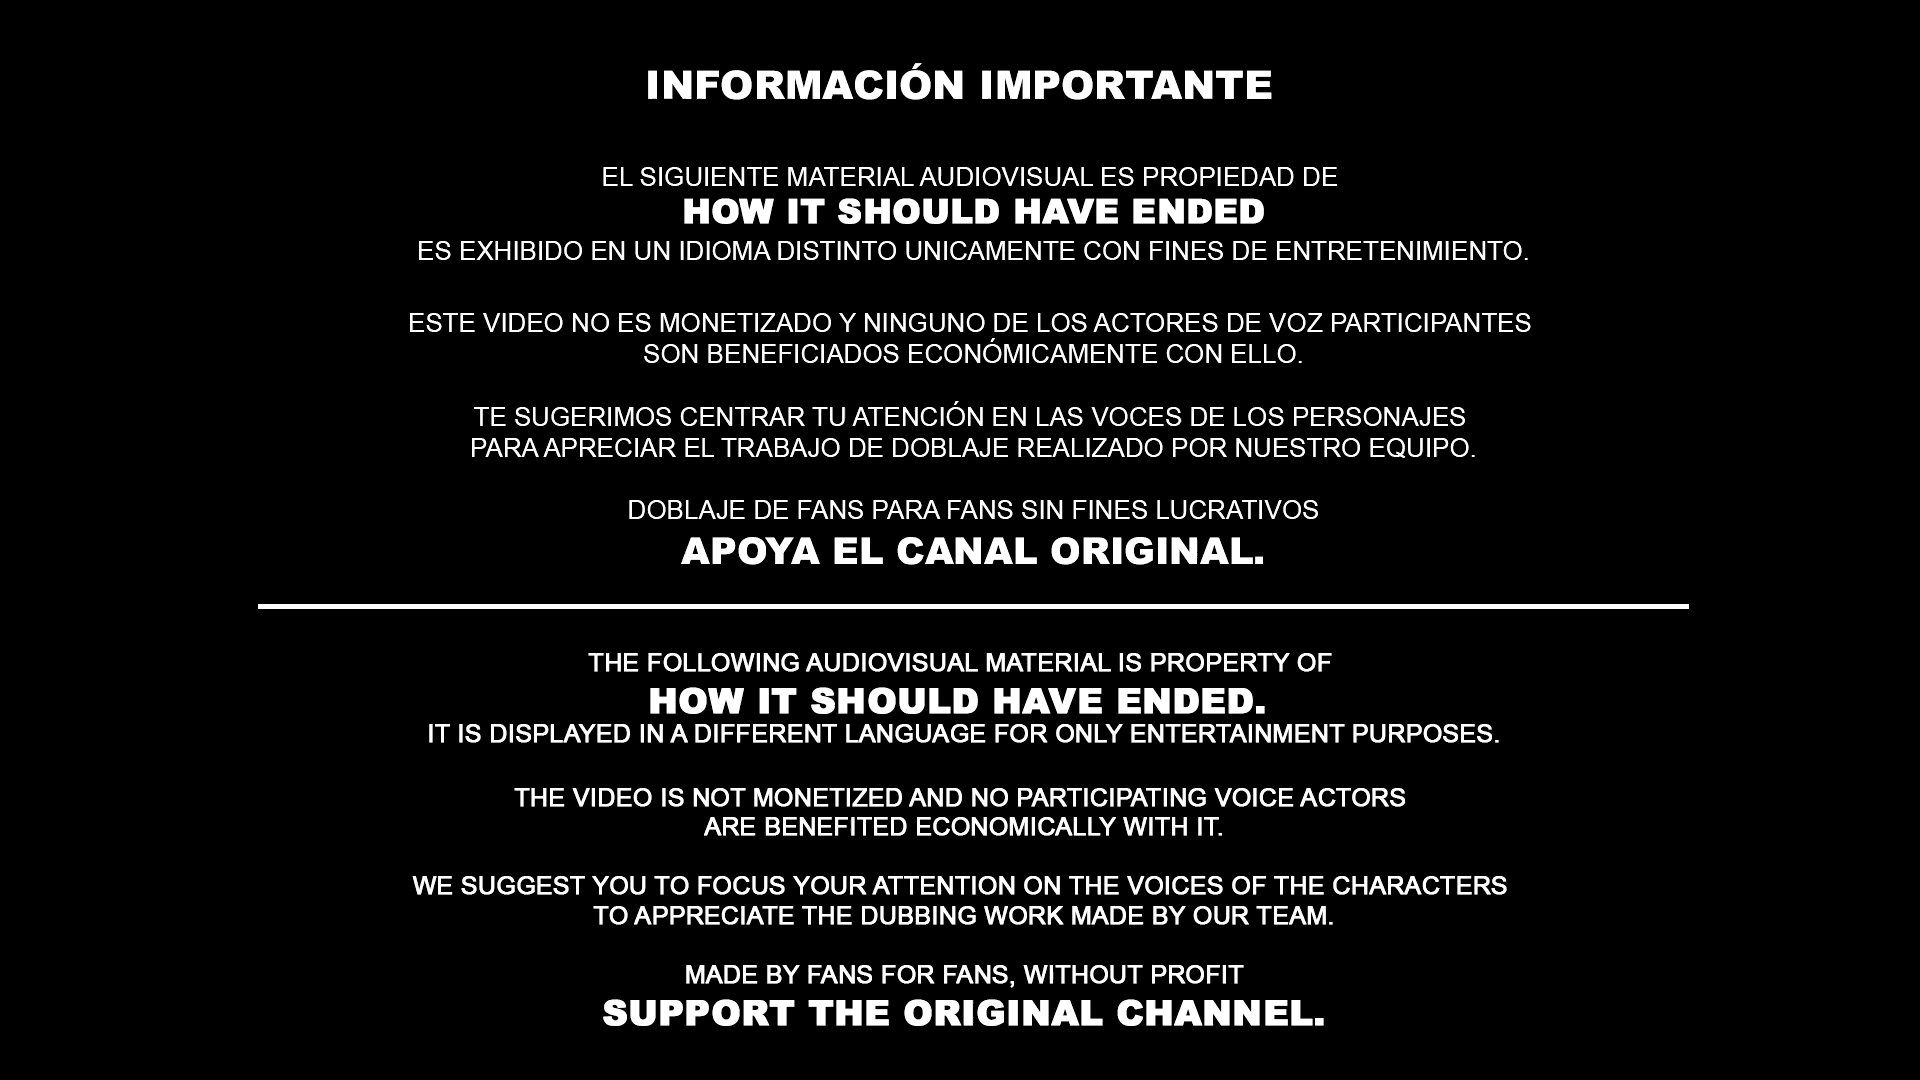 INFORMACIÓN IMPORTANTE
EL SIGUIENTE MATERIAL AUDIOVISUAL ES PROPIEDAD DE
HOW IT SHOULD HAVE ENDED
ES EXHIBIDO EN UN IDIOMA DISTINTO UNICAMENTE CON FINES DE ENTRETENIMIENTO.
ESTE VIDEO NO ES MONETIZADO Y NINGUNO DE LOS ACTORES DE VOZ PARTICIPANTES
SON BENEFICIADOS ECONÓMICAMENTE CON ELLO.
TE SUGERIMOS CENTRAR TU ATENCIÓN EN LAS VOCES DE LOS PERSONAJES
PARA APRECIAR EL TRABAJO DE DOBLAJE REALIZADO POR NUESTRO EQUIPO.
DOBLAJE DE FANS PARA FANS SIN FINES LUCRATIVOS
APOYA EL CANAL ORIGINAL.
THE FOLLOWING AUDIOVISUAL MATERIAL IS PROPERTY OF
HOW IT SHOULD HAVE ENDED.
IT IS DISPLAYED IN A DIFFERENT LANGUAGE FOR ONLY ENTERTAINMENT PURPOSES.
THE VIDEO IS NOT MONETIZED AND NO PARTICIPATING VOICE ACTORS
ARE BENEFITED ECONOMICALLY WITH IT.
WE SUGGEST YOU TO FOCUS YOUR ATTENTION ON THE VOICES OF THE CHARACTERS
TO APPRECIATE THE DUBBING WORK MADE BY OUR TEAM.
MADE BY FANS FOR FANS, WITHOUT PROFIT
SUPPORT THE ORIGINAL CHANNEL.